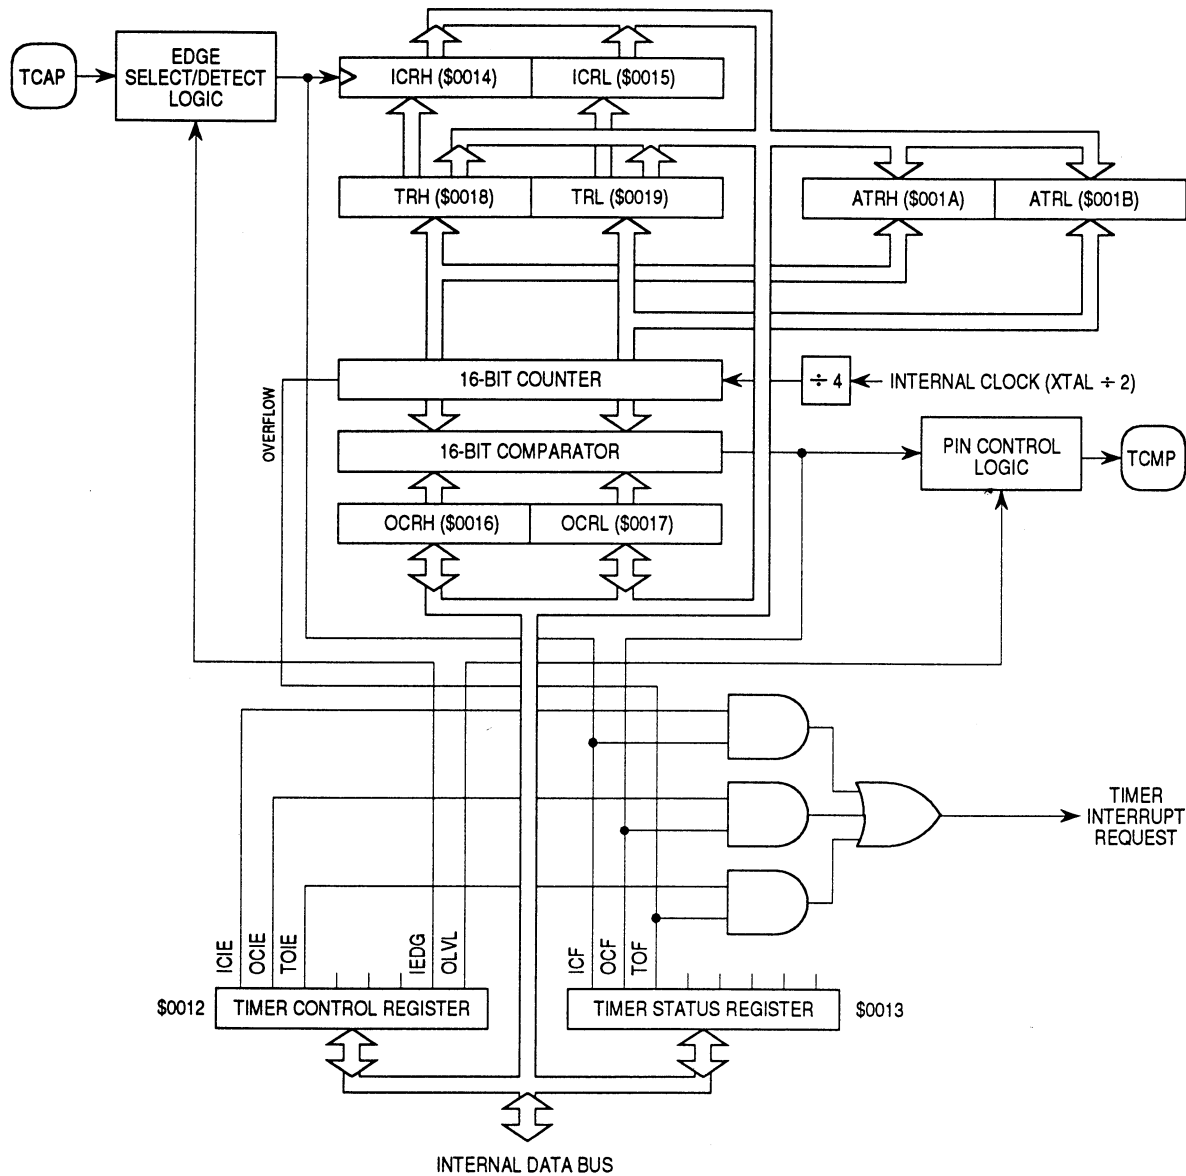 TCAP
EDGE
SELECT/DETECT
LOGIC
ICRH ($0014)
ICRL ($0015)
TRH ($0018)
TRL ($0019)
ATRH ($001A)
ATRL ($001B)
16-BIT COUNTER
÷ 4
INTERNAL CLOCK (XTAL ÷ 2)
OVERFLOW
16-BIT COMPARATOR
PIN CONTROL
LOGIC
TCMP
OCRH ($0016)
OCRL ($0017)
TIMER
INTERRUPT
REQUEST
ICIE
OCIE
TOIE
IEDG
OLVL
ICF
OCF
TOF
$0012
TIMER CONTROL REGISTER
TIMER STATUS REGISTER
$0013
INTERNAL DATA BUS